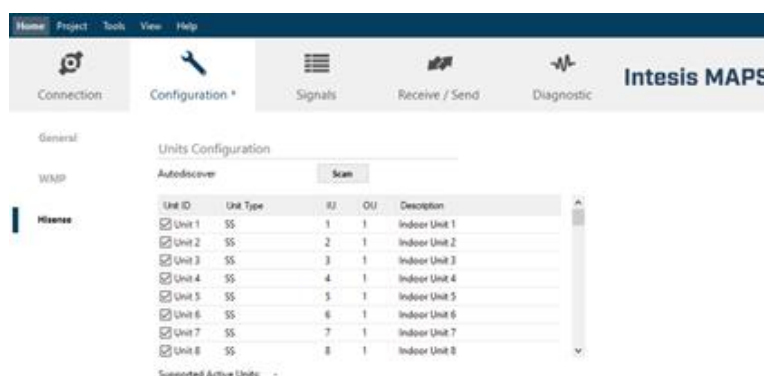 Home Project Tools View Help
Connection Configuration * Signals Receive / Send Diagnostic Intesis MAPS
General
WMP
Hisense
Units Configuration
Autodiscover Scan
Unit ID Unit Type IU OU Description
Unit 1 SS 1 1 Indoor Unit 1
Unit 2 SS 2 1 Indoor Unit 2
Unit 3 SS 3 1 Indoor Unit 3
Unit 4 SS 4 1 Indoor Unit 4
Unit 5 SS 5 1 Indoor Unit 5
Unit 6 SS 6 1 Indoor Unit 6
Unit 7 SS 7 1 Indoor Unit 7
Unit 8 SS 8 1 Indoor Unit 8
Supported Active Units: -